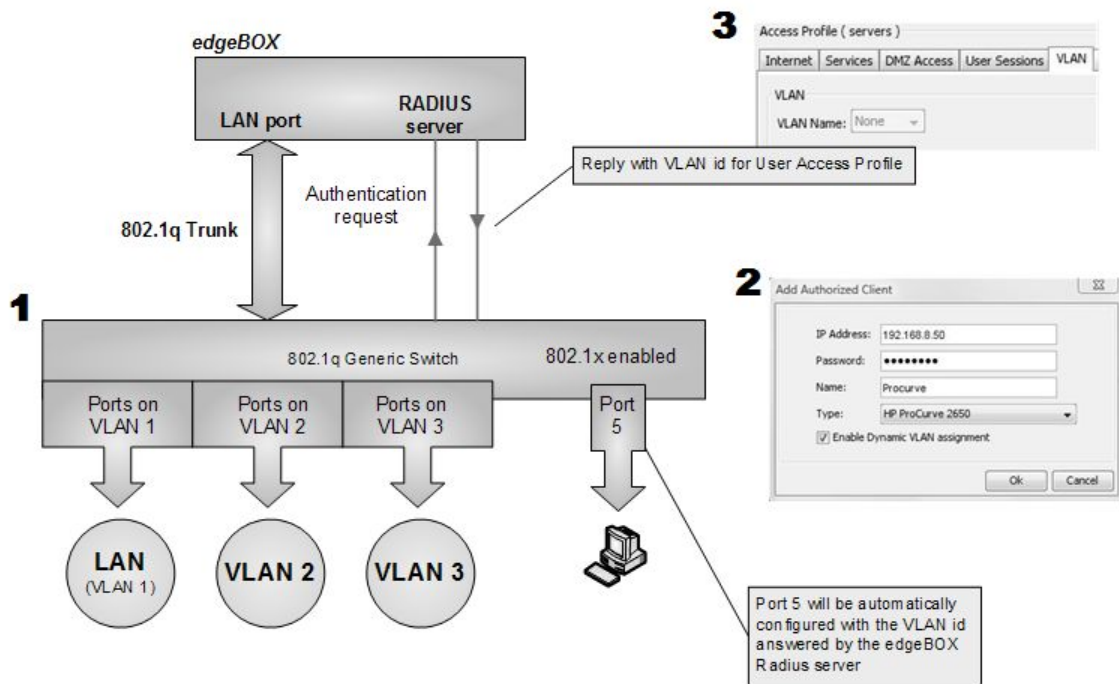 edgeBOX
LAN port
RADIUS
server
802.1q Trunk
Authentication
request
Reply with VLAN id for User Access Profile
3
Access Profile ( servers )
Internet
Services
DMZ Access
User Sessions
VLAN
VLAN
VLAN Name:
None
1
802.1q Generic Switch
802.1x enabled
Ports on
VLAN 1
Ports on
VLAN 2
Ports on
VLAN 3
Port
5
LAN
(VLAN 1)
VLAN 2
VLAN 3
2
Add Authorized Client
IP Address:
192.168.8.50
Password:
••••••••
Name:
Procurve
Type:
HP ProCurve 2650
Enable Dynamic VLAN assignment
Ok
Cancel
Port 5 will be automatically
configured with the VLAN id
answered by the edgeBOX
Radius server